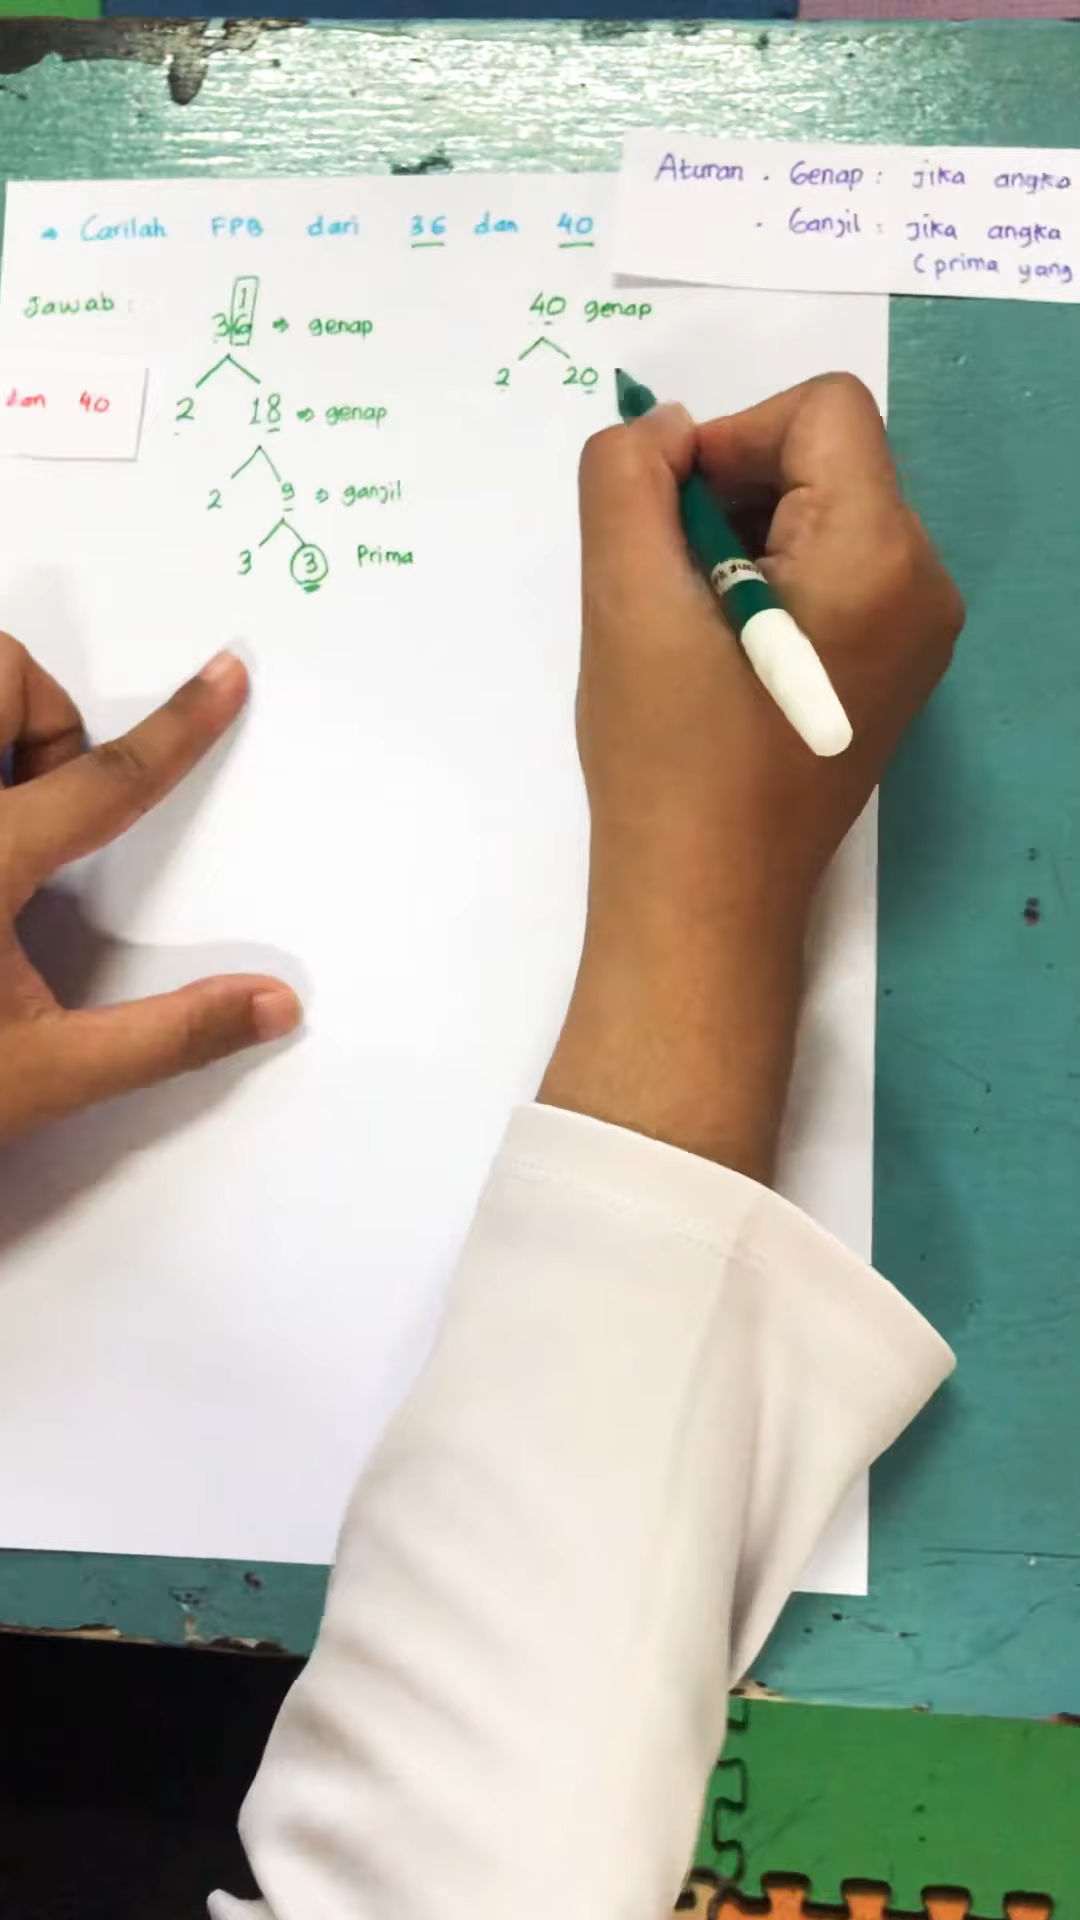 Aturan . Genap : jika angka
. Ganjil : jika angka
( prima yang
→ Carilah FPB dari 36 dan 40
Jawab :
1
36 ⇒ genap
2 18 ⇒ genap
2 9 ⇒ ganjil
3 3 Prima
40 genap
2 20
dan 40